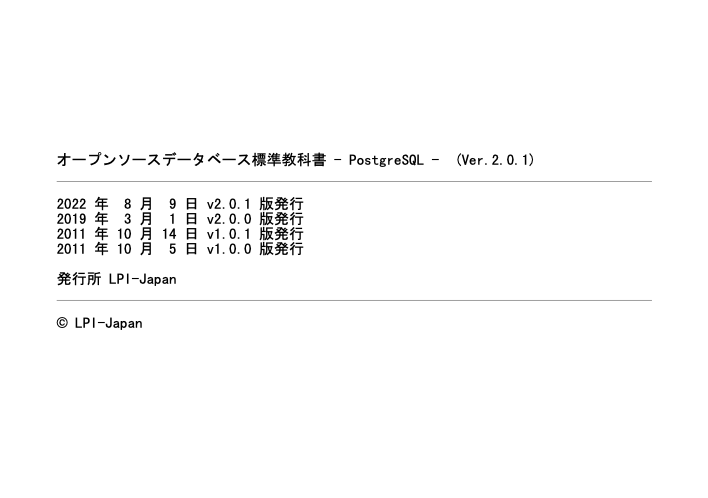 オープンソースデータベース標準教科書 - PostgreSQL - （Ver.2.0.1）
2022 年 8 月 9 日 v2.0.1 版発行
2019 年 3 月 1 日 v2.0.0 版発行
2011 年 10 月 14 日 v1.0.1 版発行
2011 年 10 月 5 日 v1.0.0 版発行
発行所 LPI-Japan
© LPI-Japan